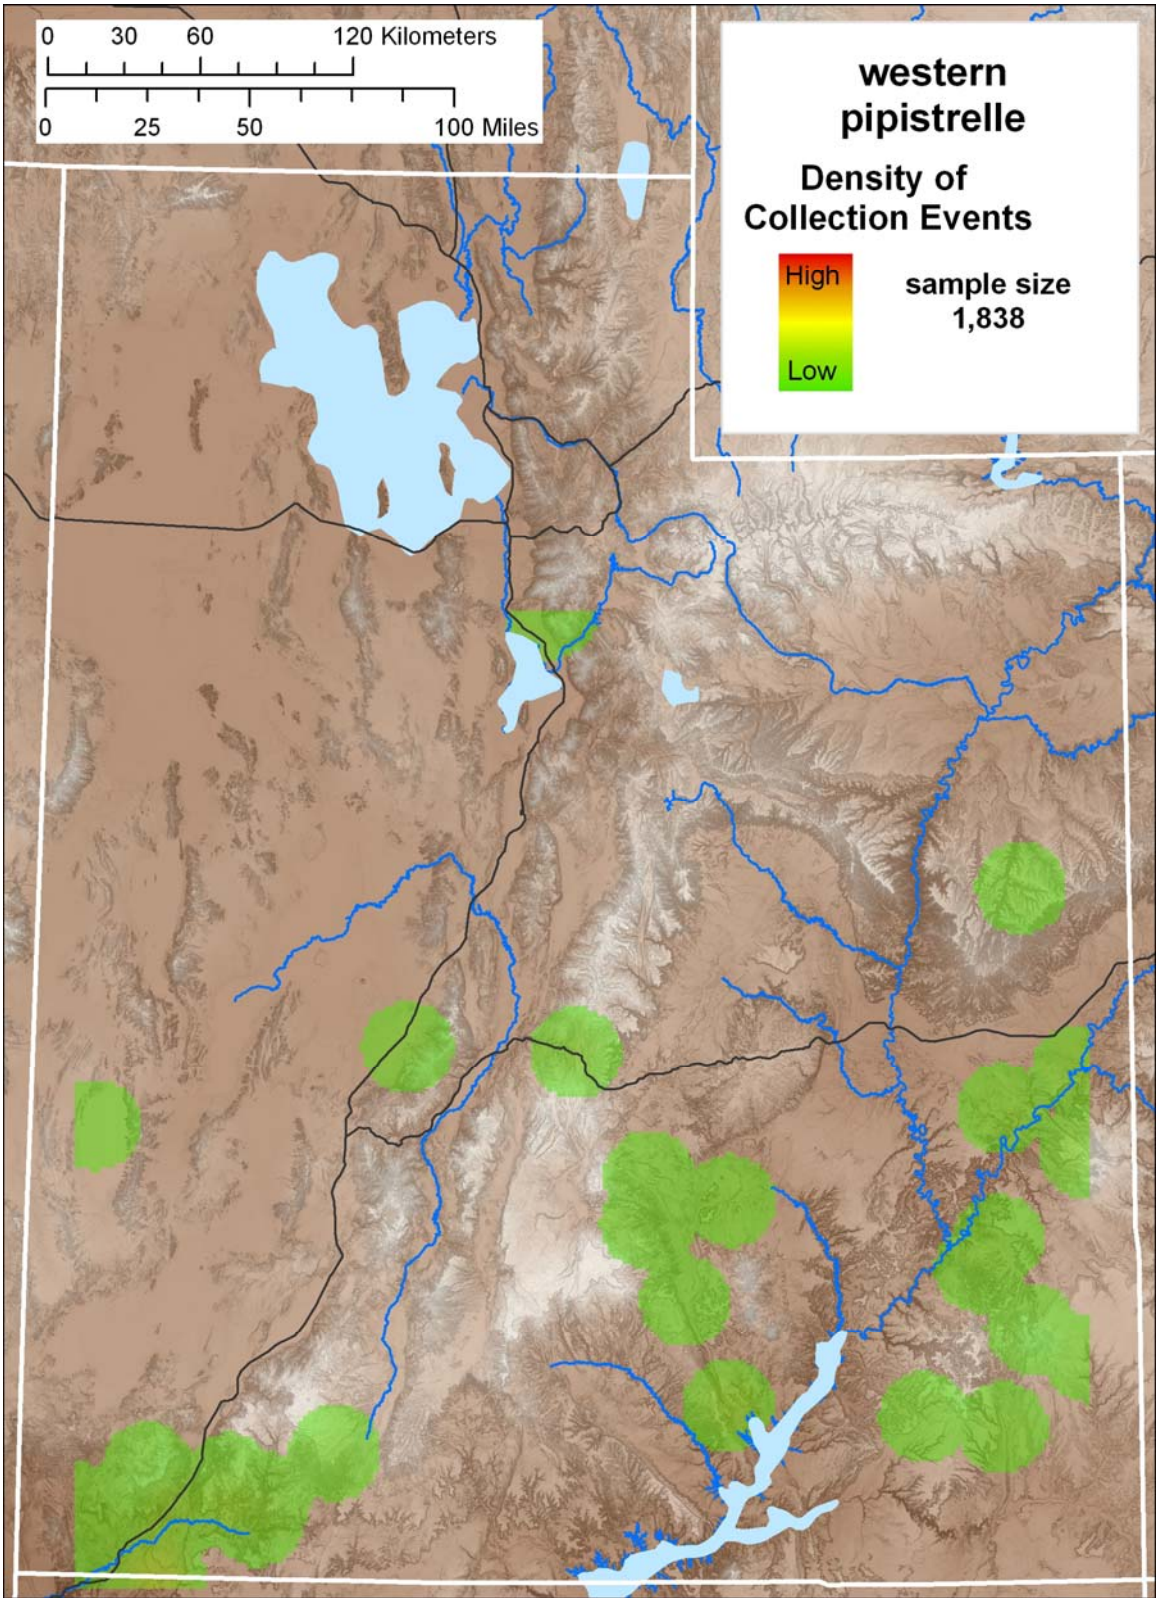 0 30 60 120 Kilometers
0 25 50 100 Miles
western
pipistrelle
Density of
Collection Events
High
Low
sample size
1,838